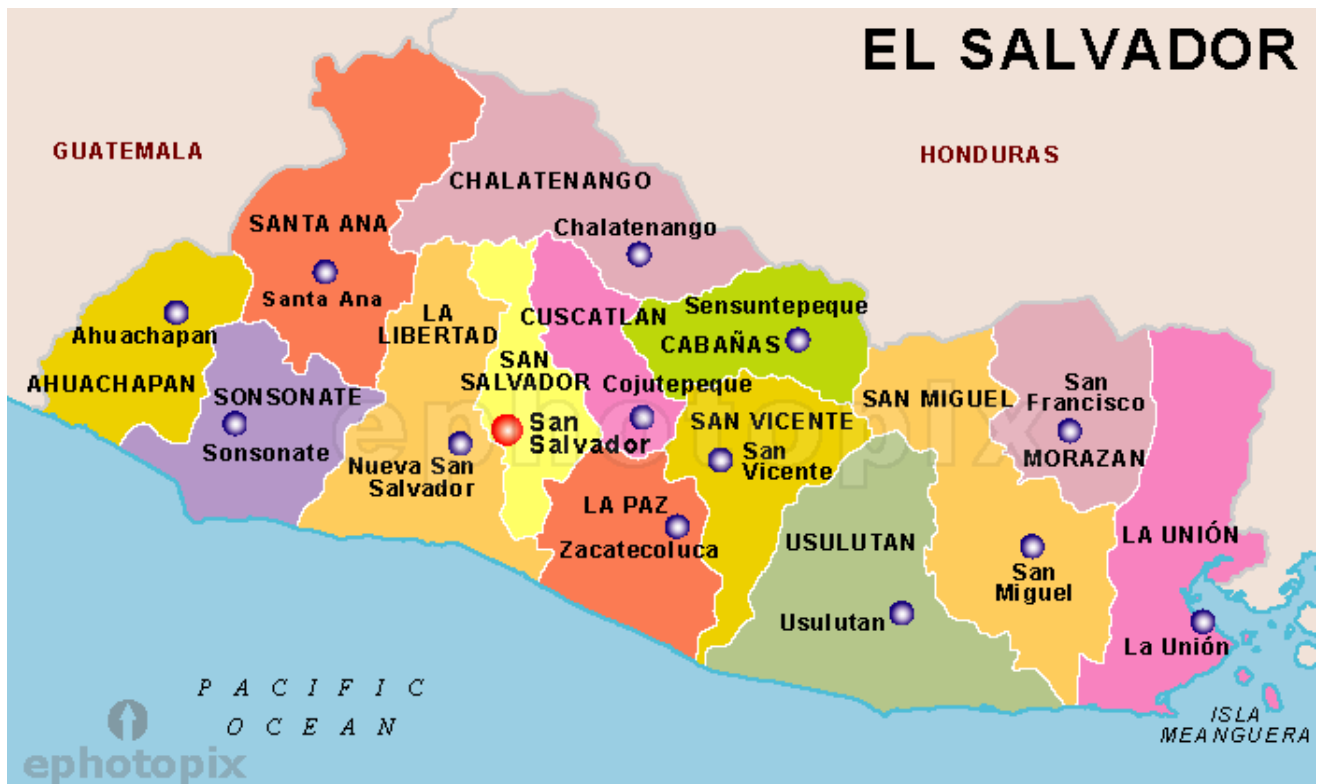 EL SALVADOR
GUATEMALA
HONDURAS
CHALATENANGO
Chalatenango
SANTA ANA
Santa Ana
Ahuachapan
AHUACHAPAN
SONSONATE
Sonsonate
LA
LIBERTAD
Nueva San
Salvador
SAN
SALVADOR
San
Salvador
CUSCATLAN
Cojutepeque
Sensuntepeque
CABAÑAS
SAN VICENTE
San
Vicente
LA PAZ
Zacatecoluca
USULUTAN
Usulutan
SAN MIGUEL
San
Miguel
San
Francisco
MORAZAN
LA UNIÓN
La Unión
ISLA
MEANGUERA
PACIFIC
OCEAN
ephotopix
ephotopix